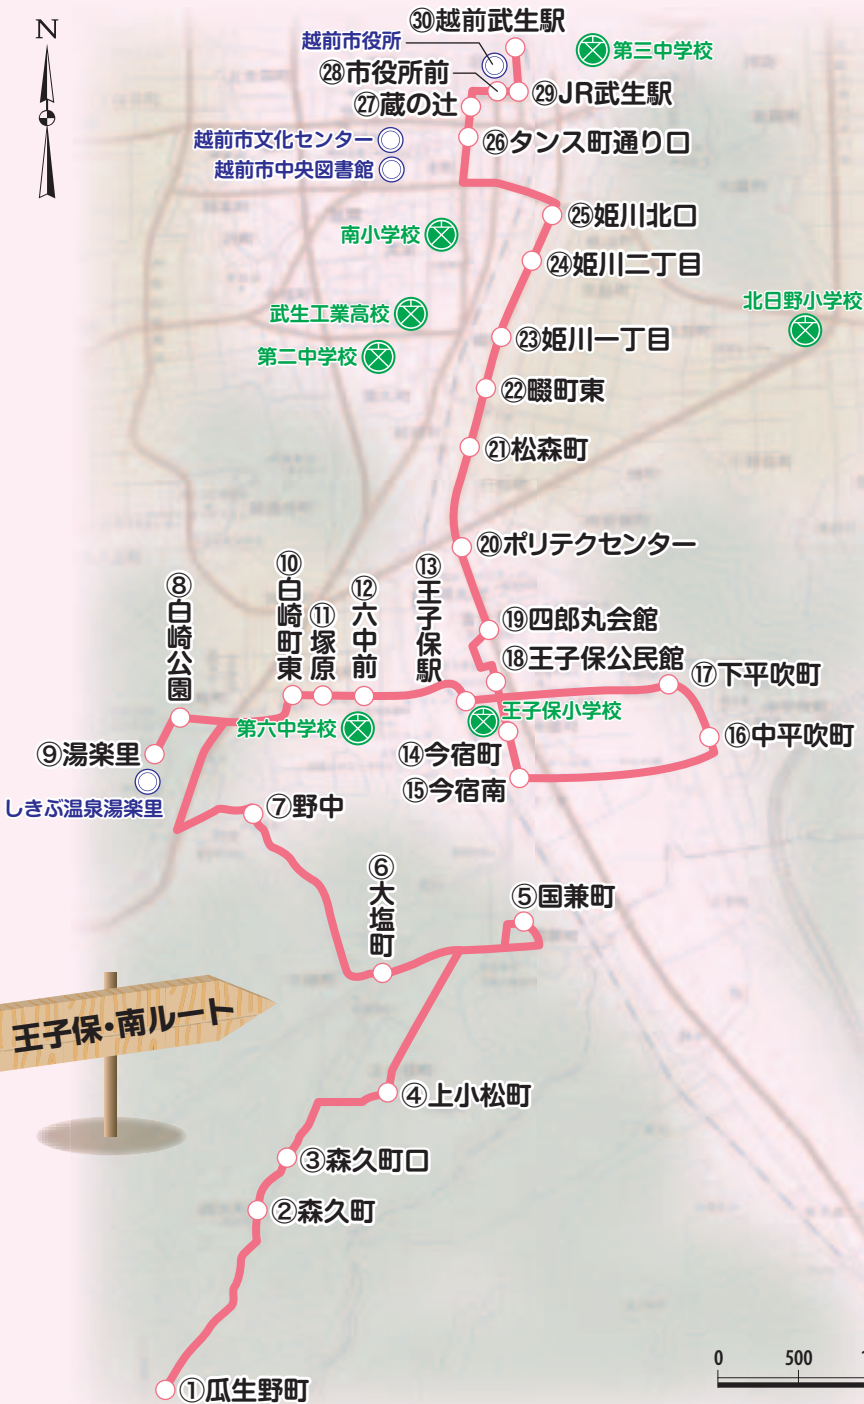 N
㉚越前武生駅
越前市役所
第三中学校
㉘市役所前
㉙JR武生駅
㉗蔵の辻
越前市文化センター
㉖タンス町通り口
越前市中央図書館
㉕姫川北口
南小学校
㉔姫川二丁目
北日野小学校
武生工業高校
㉓姫川一丁目
第二中学校
㉒畷町東
㉑松森町
⑳ポリテクセンター
⑧白崎公園
⑩白崎町東
⑪塚原
⑫六中前
⑬王子保駅
⑲四郎丸会館
⑱王子保公民館
⑰下平吹町
王子保小学校
第六中学校
⑯中平吹町
⑨湯楽里
⑭今宿町
⑮今宿南
しきぶ温泉湯楽里
⑦野中
⑥大塩町
⑤国兼町
王子保・南ルート
④上小松町
③森久町口
②森久町
①瓜生野町
0 500